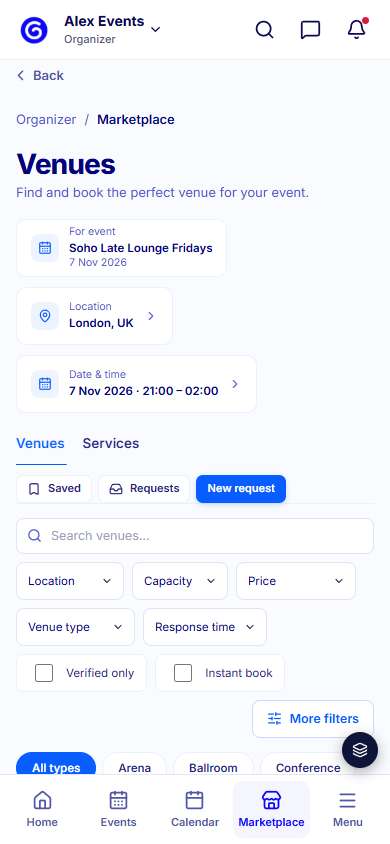 Alex Events
Organizer
Back
Organizer / Marketplace
Venues
Find and book the perfect venue for your event.
For event
Soho Late Lounge Fridays
7 Nov 2026
Location
London, UK
Date & time
7 Nov 2026 · 21:00 – 02:00
Venues Services
Saved Requests New request
Search venues...
Location Capacity Price
Venue type Response time
Verified only Instant book
More filters
All types Arena Ballroom Conference
Home Events Calendar Marketplace Menu